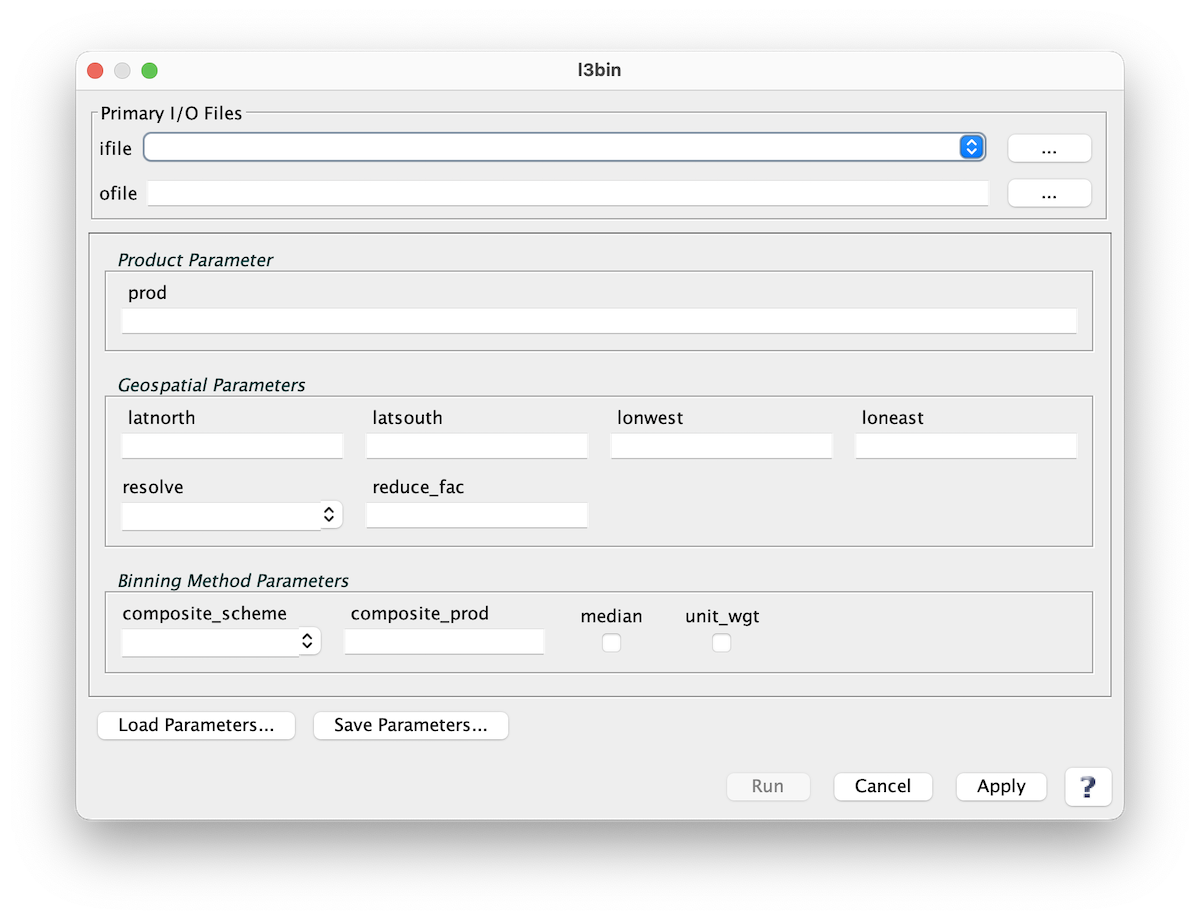 l3bin
Primary I/O Files
ifile ...
ofile ...
Product Parameter
prod
Geospatial Parameters
latnorth latsouth lonwest loneast
resolve reduce_fac
Binning Method Parameters
composite_scheme composite_prod median unit_wgt
Load Parameters... Save Parameters...
Run Cancel Apply ?